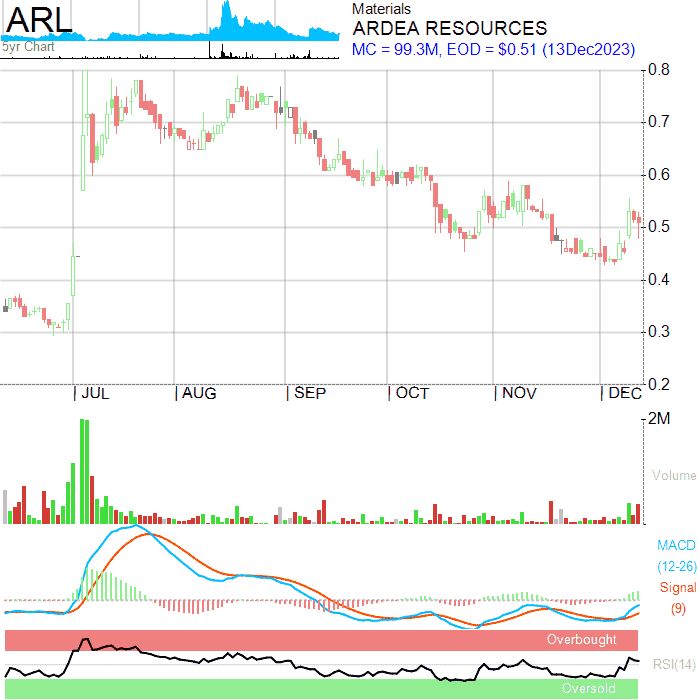 ARL
5yr Chart
Materials
ARDEA RESOURCES
MC = 99.3M, EOD = $0.51 (13Dec2023)
0.8
0.7
0.6
0.5
0.4
0.3
0.2
JUL AUG SEP OCT NOV DEC
2M
Volume
MACD
(12-26)
Signal
(9)
Overbought
RSI(14)
Oversold